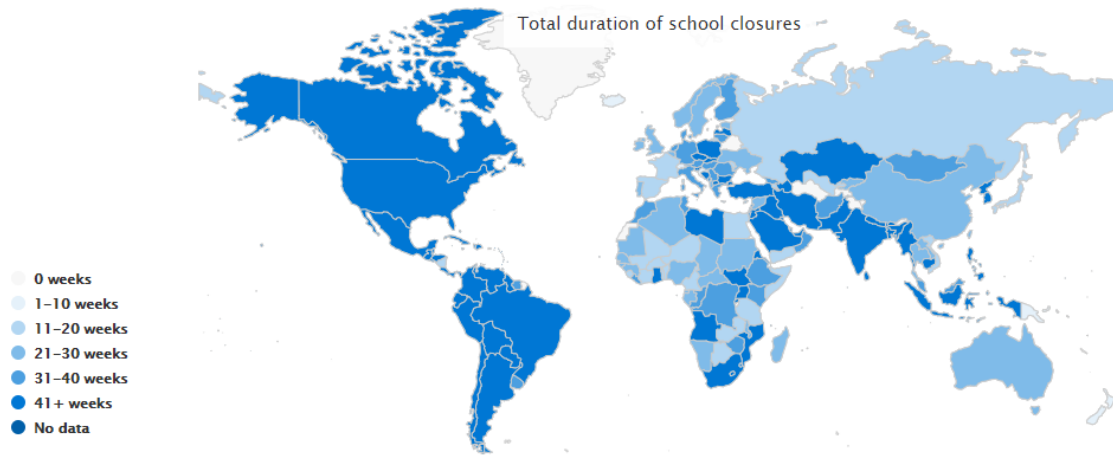 Total duration of school closures
0 weeks
1–10 weeks
11–20 weeks
21–30 weeks
31–40 weeks
41+ weeks
No data